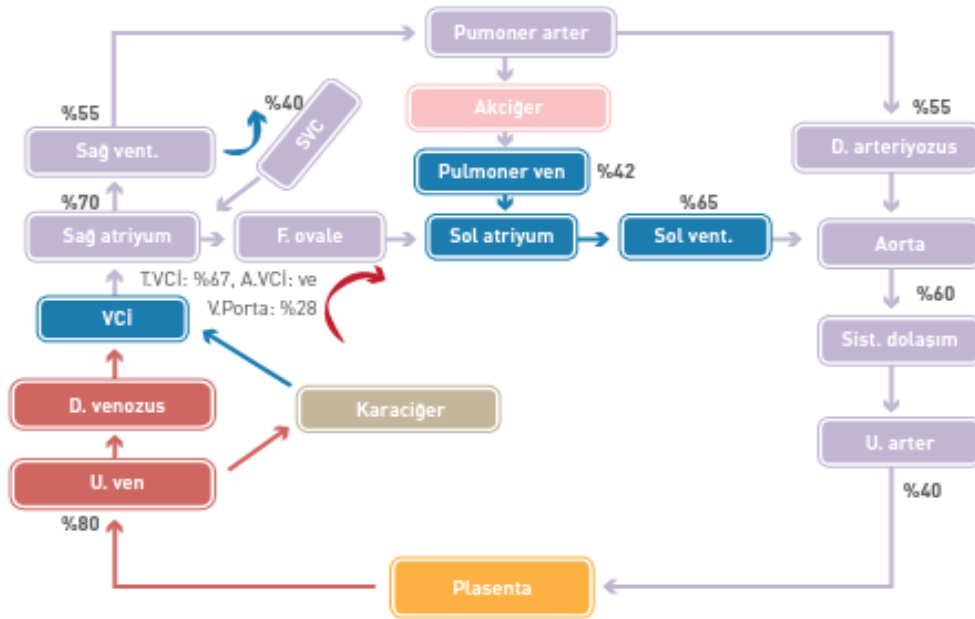 Pumoner arter
Akciğer
Pulmoner ven
%42
%55
Sağ vent.
%40
SVC
%55
D. arteriyozus
%70
Sağ atriyum
F. ovale
Sol atriyum
%65
Sol vent.
Aorta
T.VCİ: %67, A.VCİ: ve
V.Porta: %28
%60
VCİ
Sist. dolaşım
D. venozus
Karaciğer
U. arter
%40
U. ven
%80
Plasenta